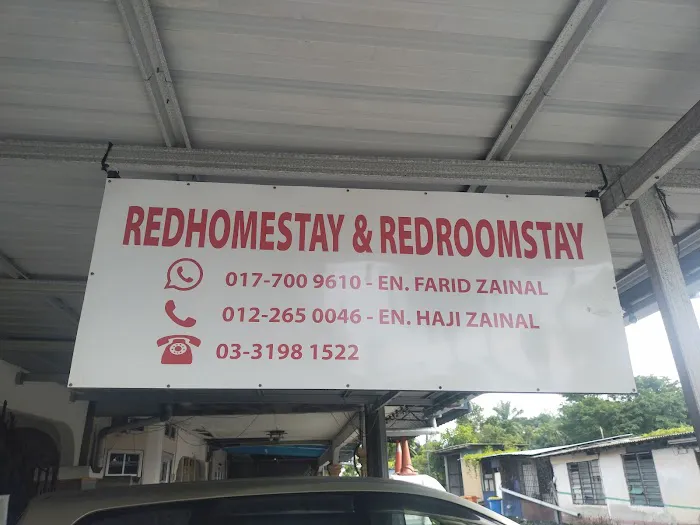 REDHOMESTAY & REDROOMSTAY
017-700 9610 - EN. FARID ZAINAL
012-265 0046 - EN. HAJI ZAINAL
03-3198 1522